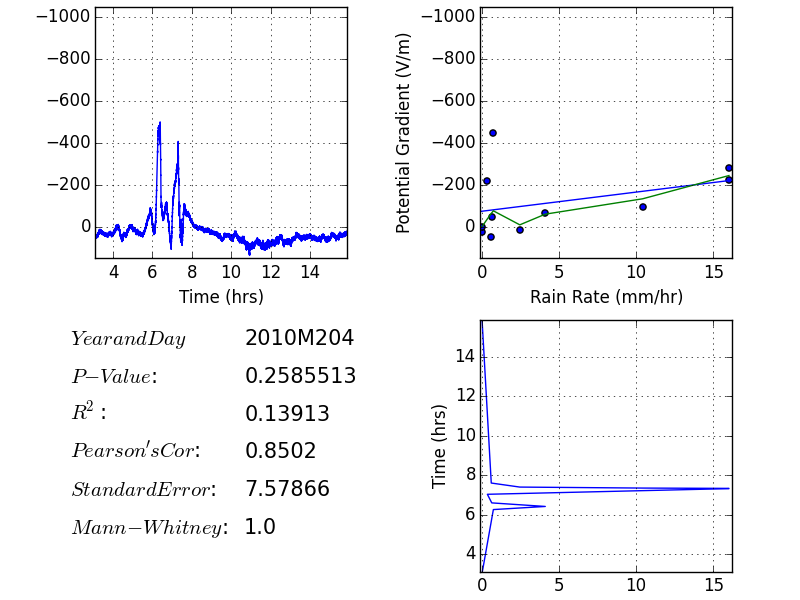 −1000
−800
−600
−400
−200
0
4 6 8 10 12 14
Time (hrs)
Potential Gradient (V/m)
−1000
−800
−600
−400
−200
0
0 5 10 15
Rain Rate (mm/hr)
YearandDay 2010M204
P−Value: 0.2585513
R²: 0.13913
Pearson'sCor: 0.8502
StandardError: 7.57866
Mann−Whitney: 1.0
Time (hrs)
14
12
10
8
6
4
0 5 10 15